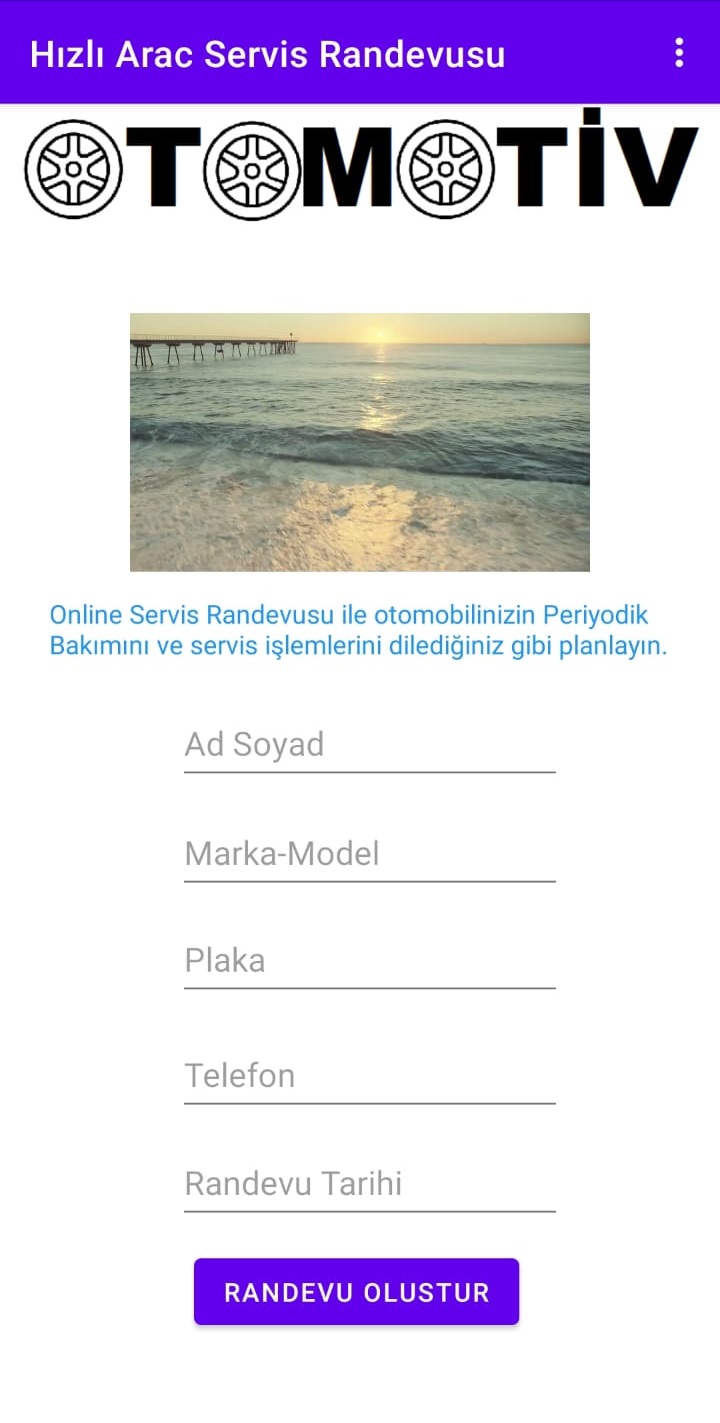 Hızlı Arac Servis Randevusu
OTOMOTİV
Online Servis Randevusu ile otomobilinizin Periyodik
Bakımını ve servis işlemlerini dilediğiniz gibi planlayın.
Ad Soyad
Marka-Model
Plaka
Telefon
Randevu Tarihi
RANDEVU OLUSTUR